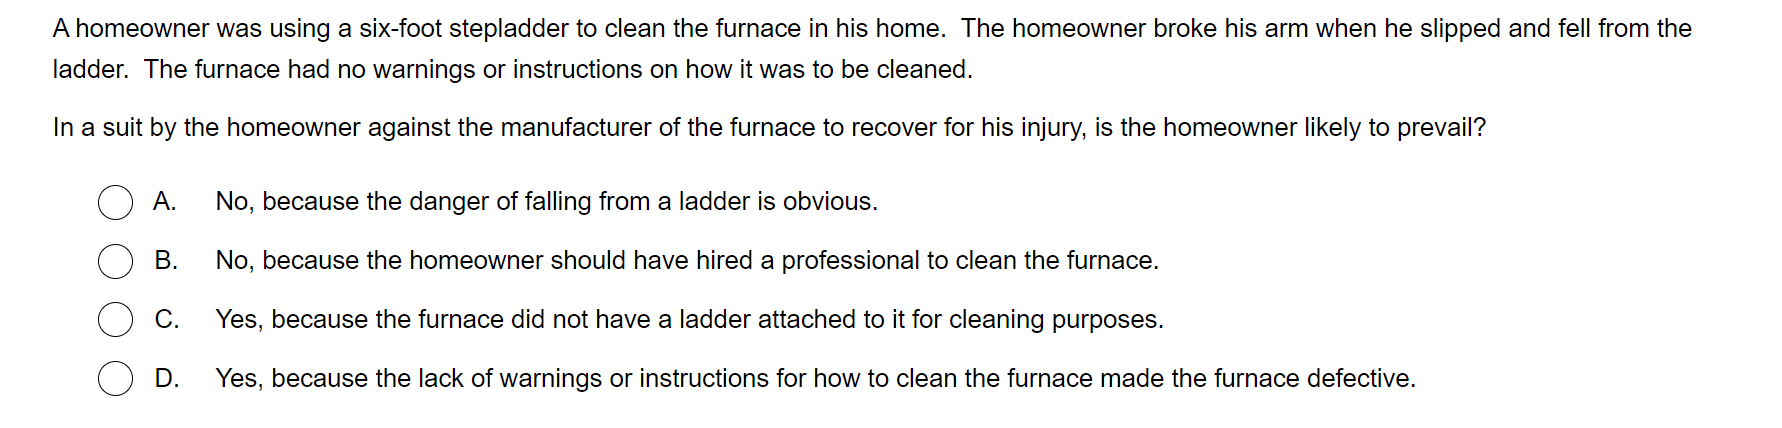 A homeowner was using a six-foot stepladder to clean the furnace in his home.  The homeowner broke his arm when he slipped and fell from the
ladder.  The furnace had no warnings or instructions on how it was to be cleaned.
In a suit by the homeowner against the manufacturer of the furnace to recover for his injury, is the homeowner likely to prevail?
A. No, because the danger of falling from a ladder is obvious.
B. No, because the homeowner should have hired a professional to clean the furnace.
C. Yes, because the furnace did not have a ladder attached to it for cleaning purposes.
D. Yes, because the lack of warnings or instructions for how to clean the furnace made the furnace defective.